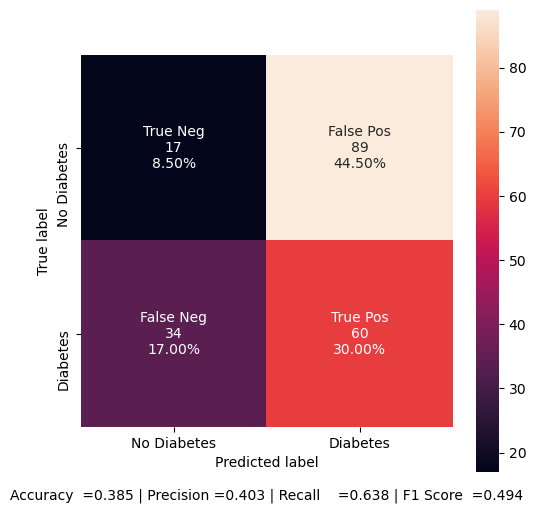 True Neg
17
8.50%
False Pos
89
44.50%
False Neg
34
17.00%
True Pos
60
30.00%
True label
No Diabetes
Diabetes
No Diabetes
Diabetes
Predicted label
80
70
60
50
40
30
20
Accuracy  =0.385 | Precision =0.403 | Recall    =0.638 | F1 Score  =0.494